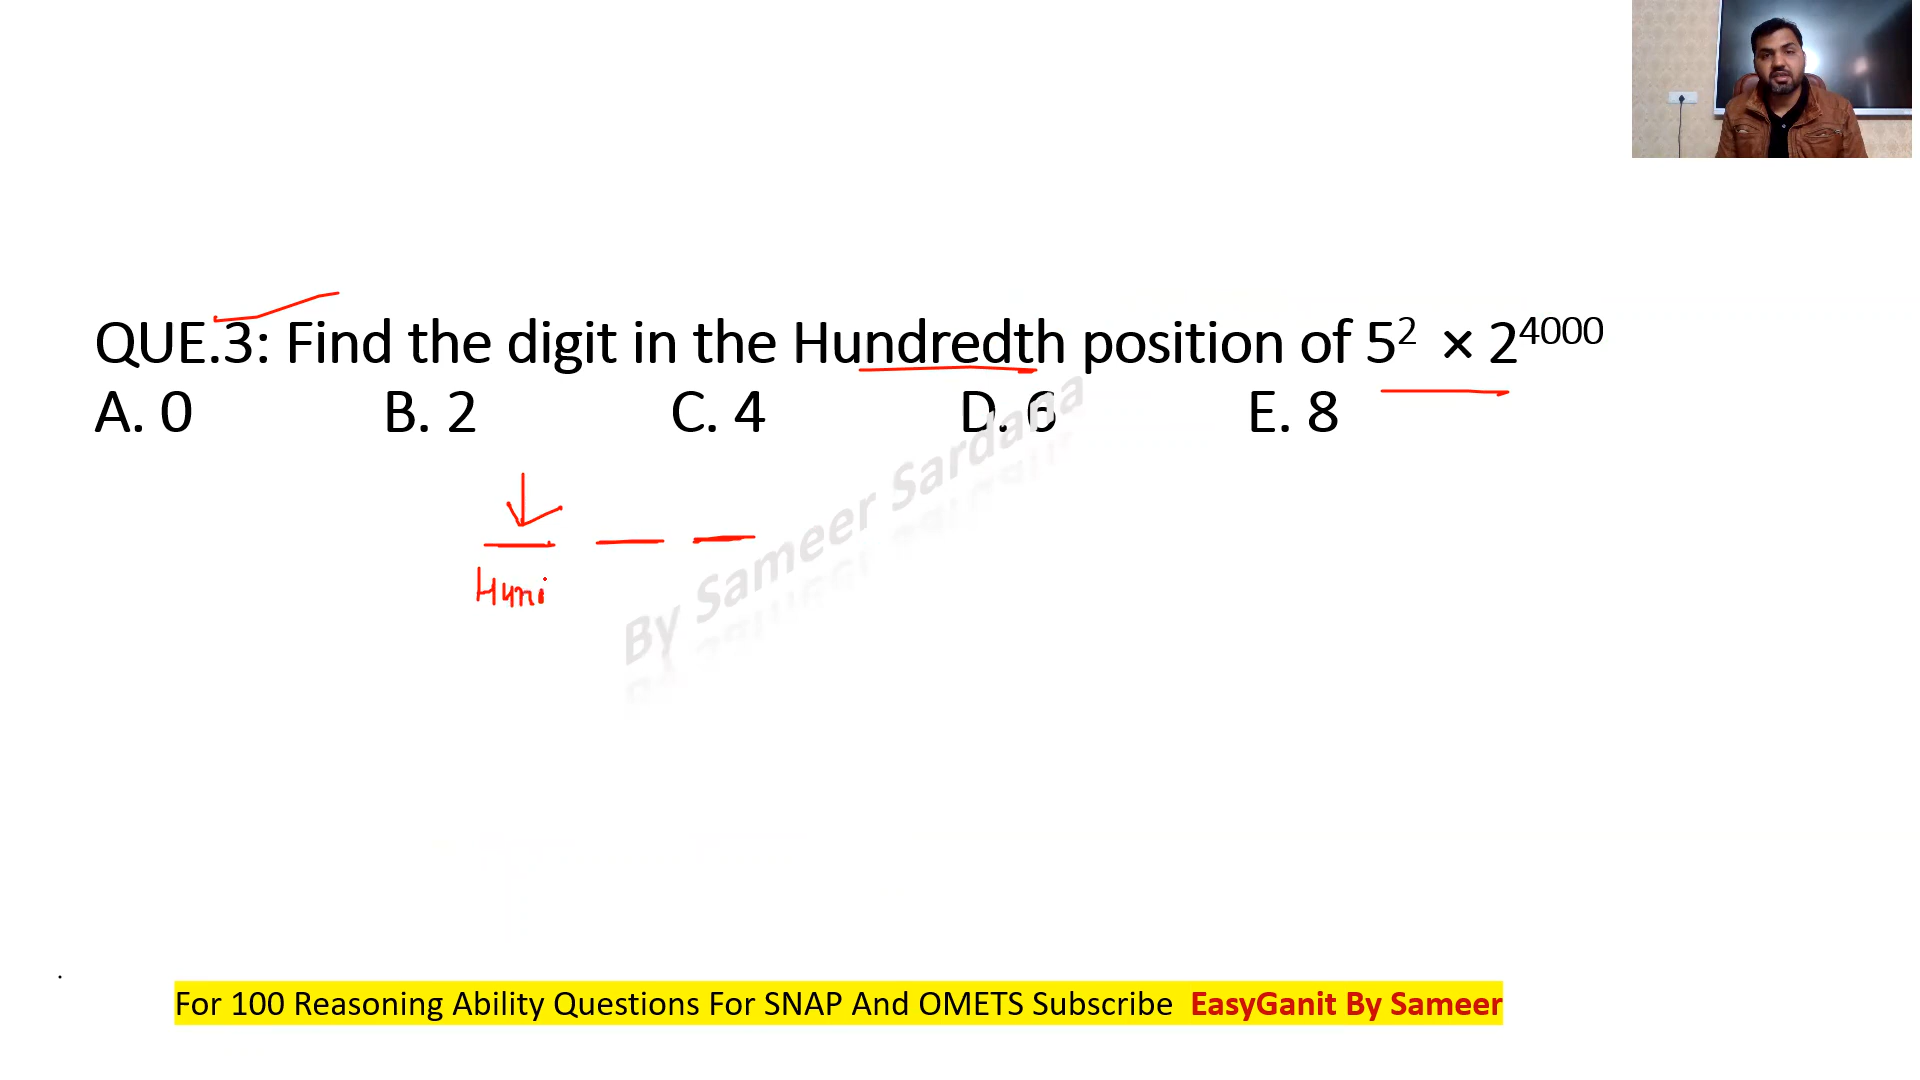 QUE.3: Find the digit in the Hundredth position of 5² × 2⁴⁰⁰⁰
A. 0 B. 2 C. 4 D. 6 E. 8
By Sameer Sardana
For 100 Reasoning Ability Questions For SNAP And OMETS Subscribe EasyGanit By Sameer